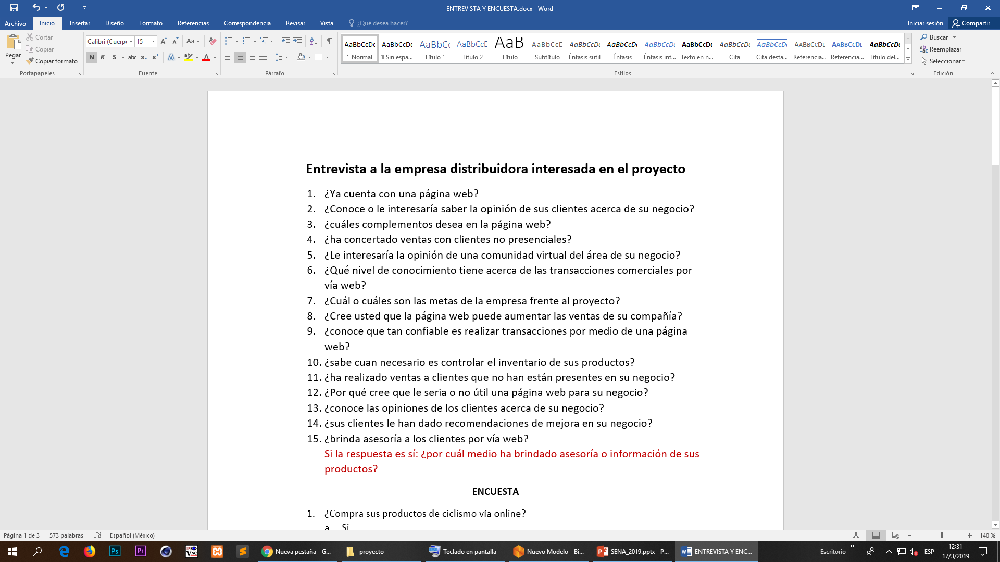 ENTREVISTA Y ENCUESTA.docx - Word
Archivo Inicio Insertar Diseño Formato Referencias Correspondencia Revisar Vista ¿Qué desea hacer? Iniciar sesión Compartir
Pegar
Cortar
Copiar
Copiar formato
Portapapeles
Calibri (Cuerpo 15
Aa
N K S abc x₂ x² A A
Fuente
Párrafo
AaBbCcDc AaBbCcDc AaBbCc AaBbCcD AaB AaBbCcD AaBbCcDc AaBbCcDc AaBbCcDc AaBbCcDc AaBbCcDc AaBbCcDc AABBCCDD AABBCCDD AaBbCcDc
¶ Normal ¶ Sin espa... Título 1 Título 2 Título Subtítulo Énfasis sutil Énfasis Énfasis int... Texto en n... Cita Cita desta... Referencia... Referencia... Título del...
Estilos
Buscar
Reemplazar
Seleccionar
Edición
Entrevista a la empresa distribuidora interesada en el proyecto
1. ¿Ya cuenta con una página web?
2. ¿Conoce o le interesaría saber la opinión de sus clientes acerca de su negocio?
3. ¿cuáles complementos desea en la página web?
4. ¿ha concertado ventas con clientes no presenciales?
5. ¿Le interesaría la opinión de una comunidad virtual del área de su negocio?
6. ¿Qué nivel de conocimiento tiene acerca de las transacciones comerciales por
vía web?
7. ¿Cuál o cuáles son las metas de la empresa frente al proyecto?
8. ¿Cree usted que la página web puede aumentar las ventas de su compañía?
9. ¿conoce que tan confiable es realizar transacciones por medio de una página
web?
10. ¿sabe cuan necesario es controlar el inventario de sus productos?
11. ¿ha realizado ventas a clientes que no han están presentes en su negocio?
12. ¿Por qué cree que le seria o no útil una página web para su negocio?
13. ¿conoce las opiniones de los clientes acerca de su negocio?
14. ¿sus clientes le han dado recomendaciones de mejora en su negocio?
15. ¿brinda asesoría a los clientes por vía web?
Si la respuesta es sí: ¿por cuál medio ha brindado asesoría o información de sus
productos?
ENCUESTA
1. ¿Compra sus productos de ciclismo vía online?
a. Si
Página 1 de 3 573 palabras Español (México) 140 %
Ps Pr VNC Nueva pestaña - G... proyecto Teclado en pantalla Nuevo Modelo - Bi... SENA_2019.pptx - P... ENTREVISTA Y ENC... Escritorio ESP 12:31
17/3/2019